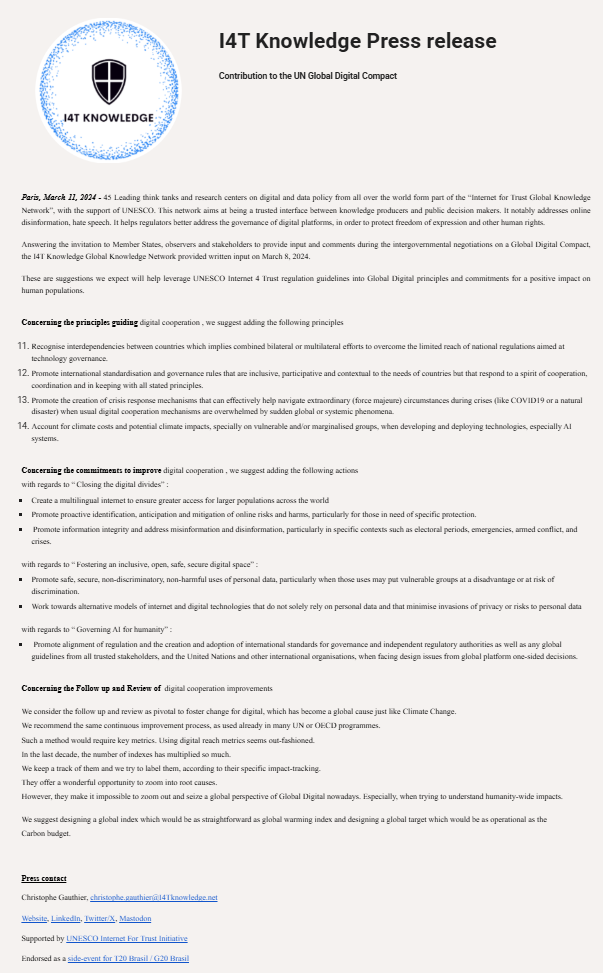 I4T KNOWLEDGE
I4T Knowledge Press release
Contribution to the UN Global Digital Compact
Paris, March 11, 2024 - 45 Leading think tanks and research centers on digital and data policy from all over the world form part of the “Internet for Trust Global Knowledge
Network”, with the support of UNESCO. This network aims at being a trusted interface between knowledge producers and public decision makers. It notably addresses online
disinformation, hate speech. It helps regulators better address the governance of digital platforms, in order to protect freedom of expression and other human rights.
Answering the invitation to Member States, observers and stakeholders to provide input and comments during the intergovernmental negotiations on a Global Digital Compact,
the I4T Knowledge Global Knowledge Network provided written input on March 8, 2024.
These are suggestions we expect will help leverage UNESCO Internet 4 Trust regulation guidelines into Global Digital principles and commitments for a positive impact on
human populations.
Concerning the principles guiding digital cooperation , we suggest adding the following principles
11. Recognise interdependencies between countries which implies combined bilateral or multilateral efforts to overcome the limited reach of national regulations aimed at
technology governance.
12. Promote international standardisation and governance rules that are inclusive, participative and contextual to the needs of countries but that respond to a spirit of cooperation,
coordination and in keeping with all stated principles.
13. Promote the creation of crisis response mechanisms that can effectively help navigate extraordinary (force majeure) circumstances during crises (like COVID19 or a natural
disaster) when usual digital cooperation mechanisms are overwhelmed by sudden global or systemic phenomena.
14. Account for climate costs and potential climate impacts, specially on vulnerable and/or marginalised groups, when developing and deploying technologies, especially AI
systems.
Concerning the commitments to improve digital cooperation , we suggest adding the following actions
with regards to “ Closing the digital divides” :
▪ Create a multilingual internet to ensure greater access for larger populations across the world
▪ Promote proactive identification, anticipation and mitigation of online risks and harms, particularly for those in need of specific protection.
▪ Promote information integrity and address misinformation and disinformation, particularly in specific contexts such as electoral periods, emergencies, armed conflict, and
crises.
with regards to “ Fostering an inclusive, open, safe, secure digital space” :
▪ Promote safe, secure, non-discriminatory, non-harmful uses of personal data, particularly when those uses may put vulnerable groups at a disadvantage or at risk of
discrimination.
▪ Work towards alternative models of internet and digital technologies that do not solely rely on personal data and that minimise invasions of privacy or risks to personal data
with regards to “ Governing AI for humanity” :
▪ Promote alignment of regulation and the creation and adoption of international standards for governance and independent regulatory authorities as well as any global
guidelines from all trusted stakeholders, and the United Nations and other international organisations, when facing design issues from global platform one-sided decisions.
Concerning the Follow up and Review of digital cooperation improvements
We consider the follow up and review as pivotal to foster change for digital, which has become a global cause just like Climate Change.
We recommend the same continuous improvement process, as used already in many UN or OECD programmes.
Such a method would require key metrics. Using digital reach metrics seems out-fashioned.
In the last decade, the number of indexes has multiplied so much.
We keep a track of them and we try to label them, according to their specific impact-tracking.
They offer a wonderful opportunity to zoom into root causes.
However, they make it impossible to zoom out and seize a global perspective of Global Digital nowadays. Especially, when trying to understand humanity-wide impacts.
We suggest designing a global index which would be as straightforward as global warming index and designing a global target which would be as operational as the
Carbon budget.
Press contact
Christophe Gauthier, christophe.gauthier@I4Tknowledge.net
Website, LinkedIn, Twitter/X, Mastodon
Supported by UNESCO Internet For Trust Initiative
Endorsed as a side-event for T20 Brasil / G20 Brasil